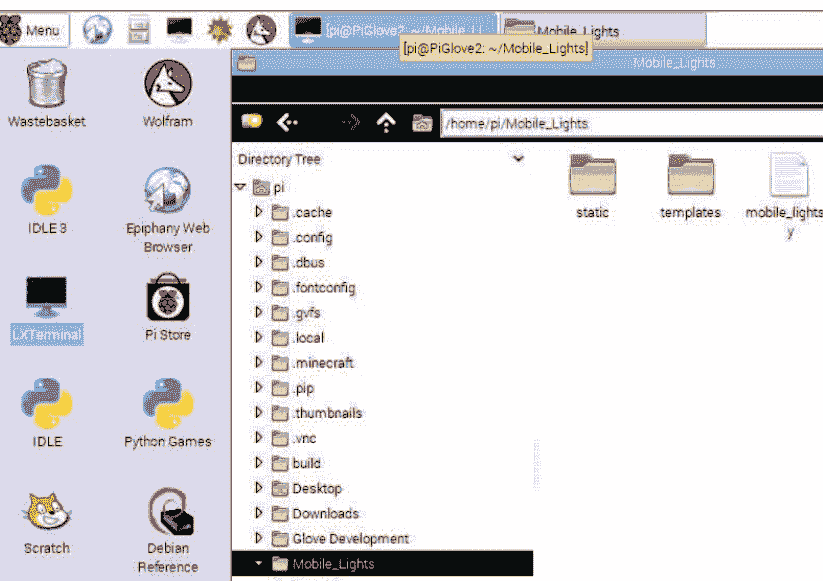 Menu
[pi@PiGlove2: ~/Mobile_Li
Mobile_Lights
[pi@PiGlove2: ~/Mobile_Lights]
Mobile_Lights
Wastebasket
Wolfram
/home/pi/Mobile_Lights
Directory Tree
pi
.cache
.config
.dbus
.fontconfig
.gvfs
.local
.minecraft
.pip
.thumbnails
.vnc
build
Desktop
Downloads
Glove Development
Mobile_Lights
static
templates
mobile_lights
y
IDLE 3
Epiphany Web
Browser
LXTerminal
Pi Store
IDLE
Python Games
Scratch
Debian
Reference